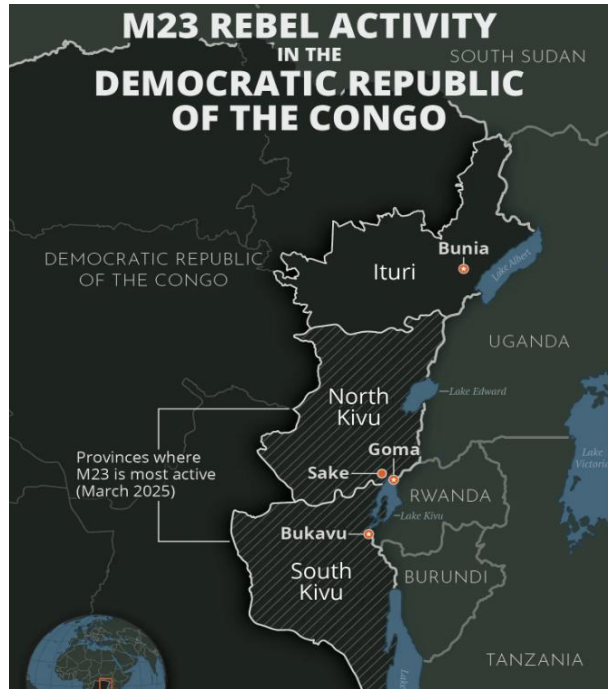 M23 REBEL ACTIVITY
IN THE
DEMOCRATIC REPUBLIC
OF THE CONGO
SOUTH SUDAN
DEMOCRATIC REPUBLIC
OF THE CONGO
Bunia
Ituri
Lake Albert
UGANDA
North
Kivu
Lake Edward
Goma
Lake
Provinces where
M23 is most active
(March 2025)
Sake
RWANDA
Lake Kivu
Bukavu
South
Kivu
BURUNDI
TANZANIA
Lake